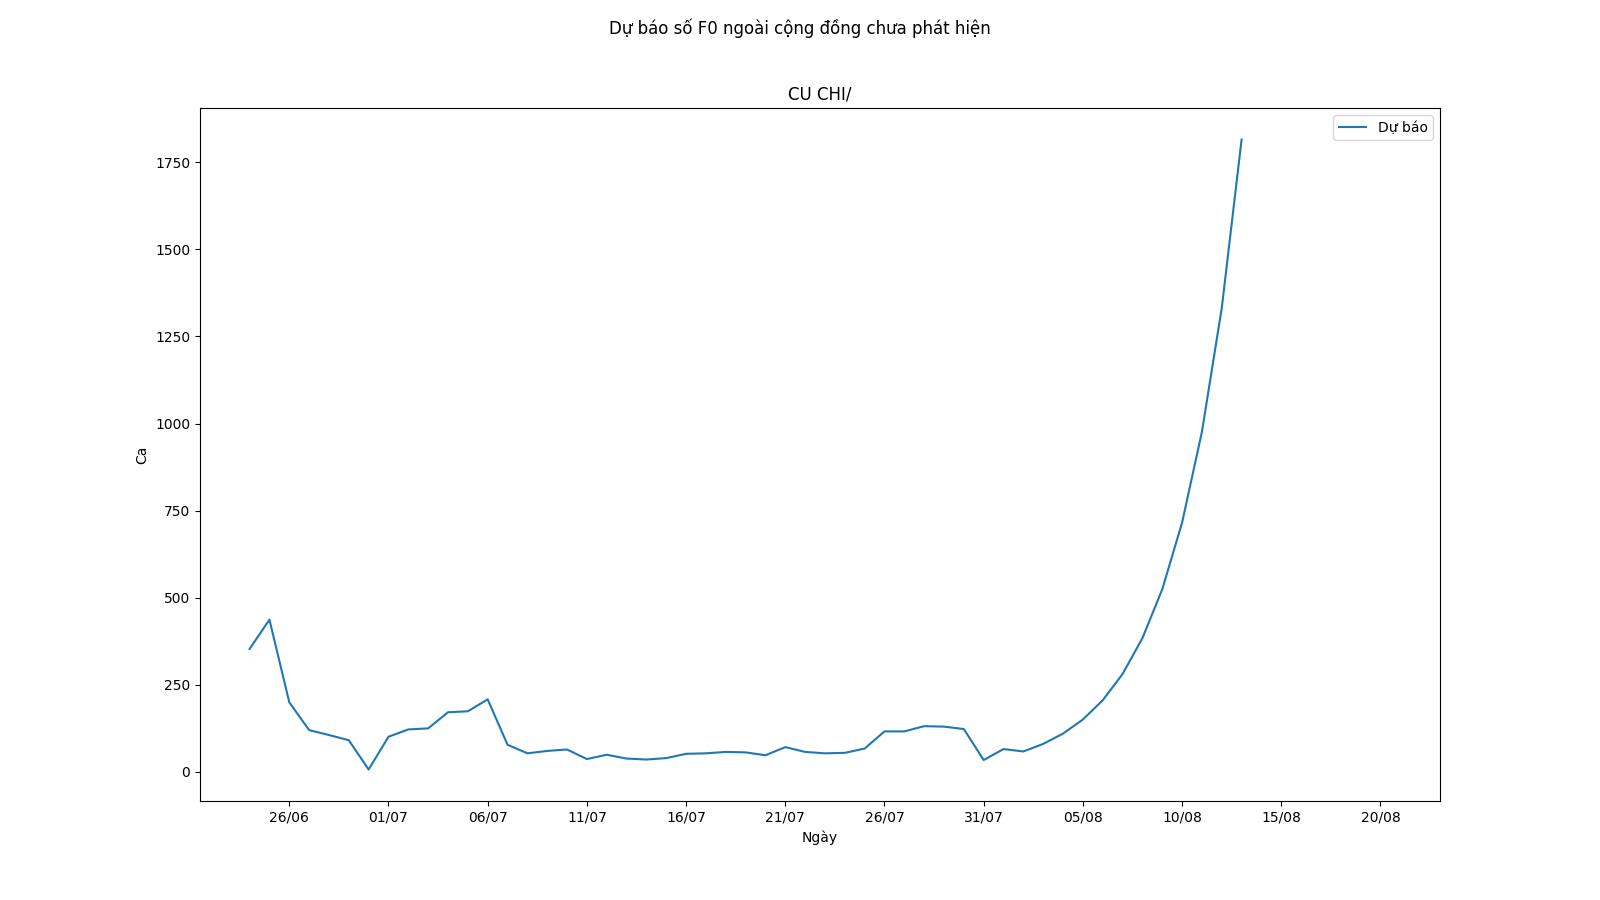 Dự báo số F0 ngoài cộng đồng chưa phát hiện
CU CHI/
Dự báo
1750
1500
1250
1000
750
500
250
0
Ca
26/06 01/07 06/07 11/07 16/07 21/07 26/07 31/07 05/08 10/08 15/08 20/08
Ngày